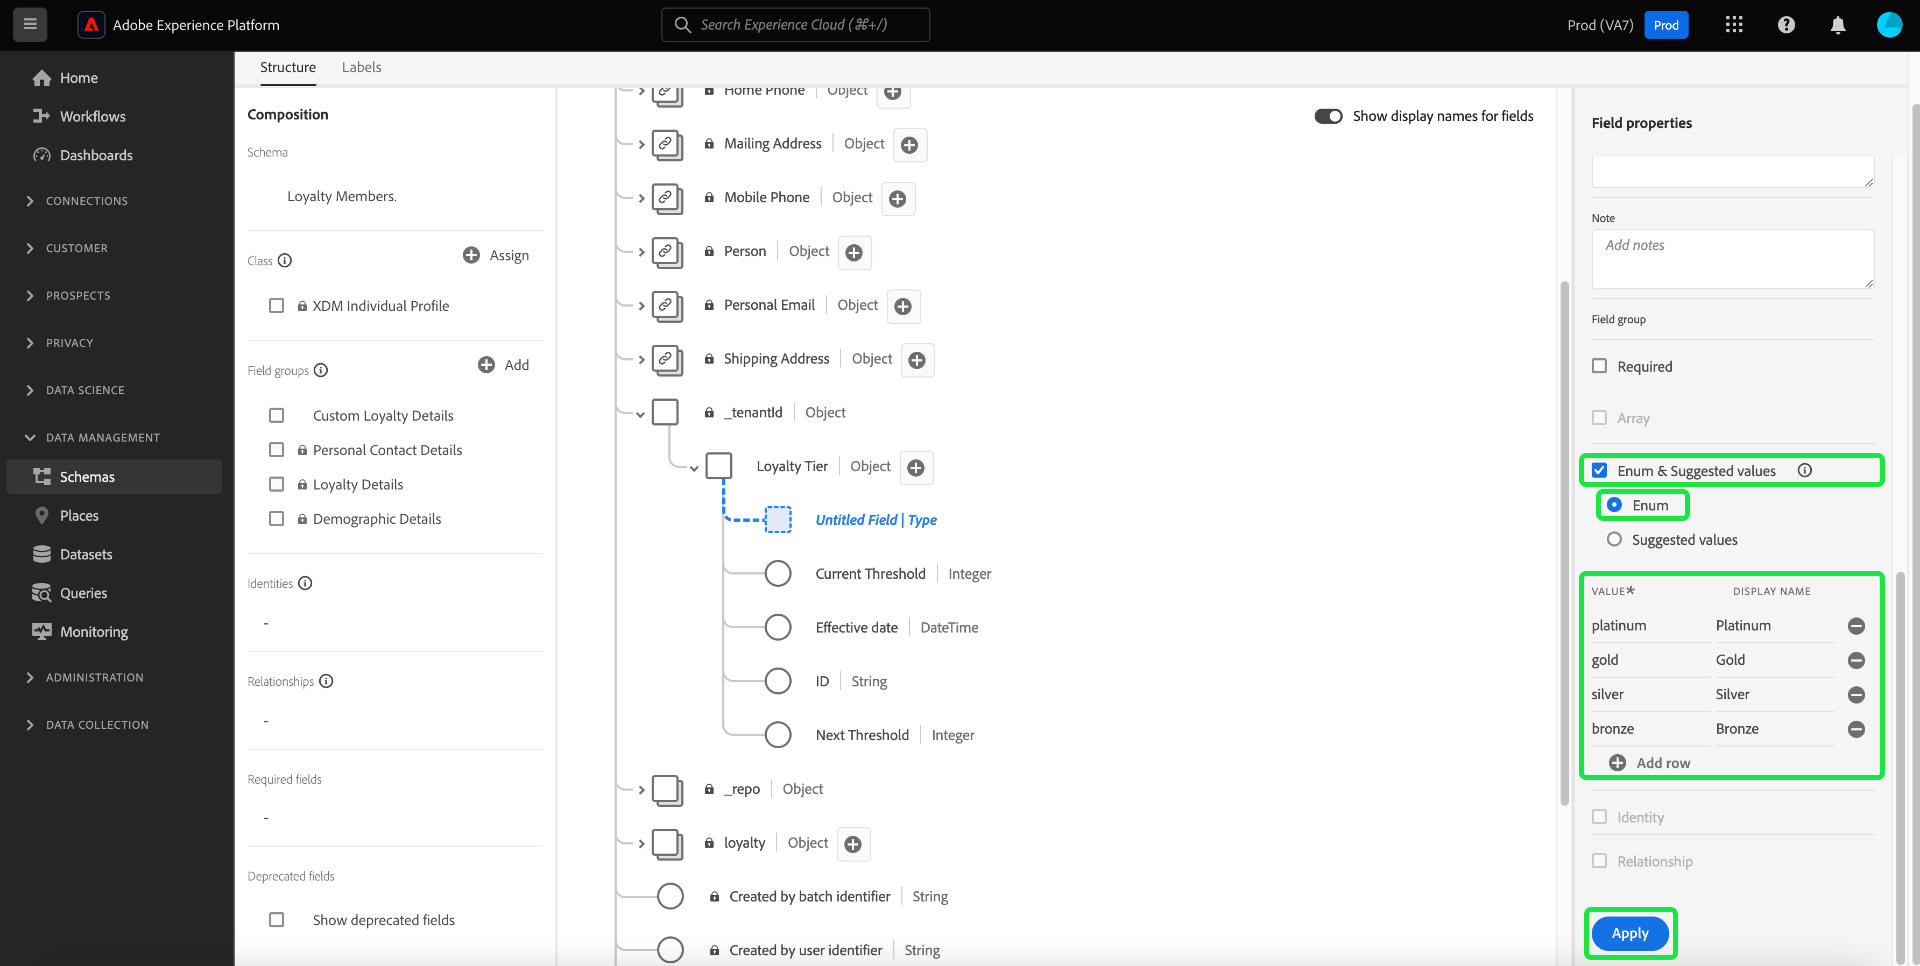 Adobe Experience Platform
Search Experience Cloud (⌘+/)
Prod (VA7)
Prod
Home
Workflows
Dashboards
CONNECTIONS
CUSTOMER
PROSPECTS
PRIVACY
DATA SCIENCE
DATA MANAGEMENT
Schemas
Places
Datasets
Queries
Monitoring
ADMINISTRATION
DATA COLLECTION
Structure
Labels
Composition
Schema
Loyalty Members.
Class
Assign
XDM Individual Profile
Field groups
Add
Custom Loyalty Details
Personal Contact Details
Loyalty Details
Demographic Details
Identities
-
Relationships
-
Required fields
-
Deprecated fields
Show deprecated fields
Show display names for fields
Home Phone | Object
Mailing Address | Object
Mobile Phone | Object
Person | Object
Personal Email | Object
Shipping Address | Object
_tenantId | Object
Loyalty Tier | Object
Untitled Field | Type
Current Threshold | Integer
Effective date | DateTime
ID | String
Next Threshold | Integer
_repo | Object
loyalty | Object
Created by batch identifier | String
Created by user identifier | String
Field properties
Note
Add notes
Field group
Required
Array
Enum & Suggested values
Enum
Suggested values
VALUE* DISPLAY NAME
platinum Platinum
gold Gold
silver Silver
bronze Bronze
Add row
Identity
Relationship
Apply